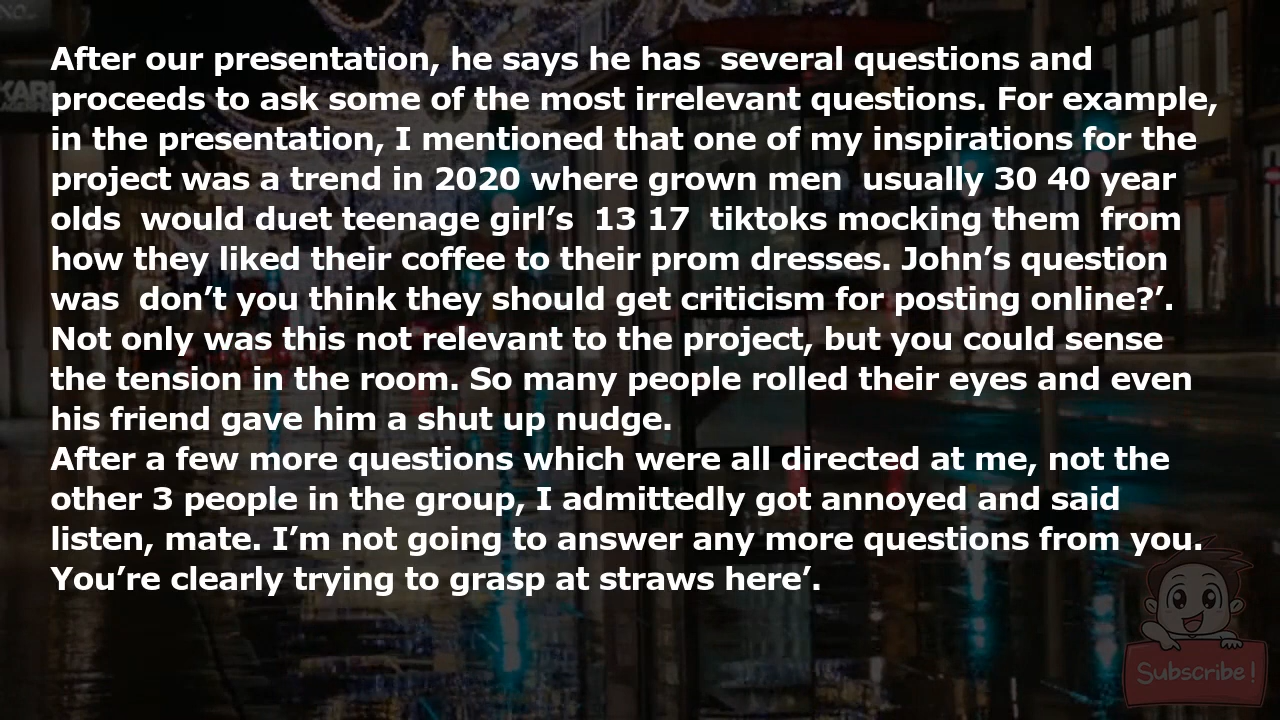 After our presentation, he says he has  several questions and
proceeds to ask some of the most irrelevant questions. For example,
in the presentation, I mentioned that one of my inspirations for the
project was a trend in 2020 where grown men  usually 30 40 year
olds  would duet teenage girl’s  13 17  tiktoks mocking them  from
how they liked their coffee to their prom dresses. John’s question
was  don’t you think they should get criticism for posting online?’.
Not only was this not relevant to the project, but you could sense
the tension in the room. So many people rolled their eyes and even
his friend gave him a shut up nudge.
After a few more questions which were all directed at me, not the
other 3 people in the group, I admittedly got annoyed and said
listen, mate. I’m not going to answer any more questions from you.
You’re clearly trying to grasp at straws here’.
Subscribe!